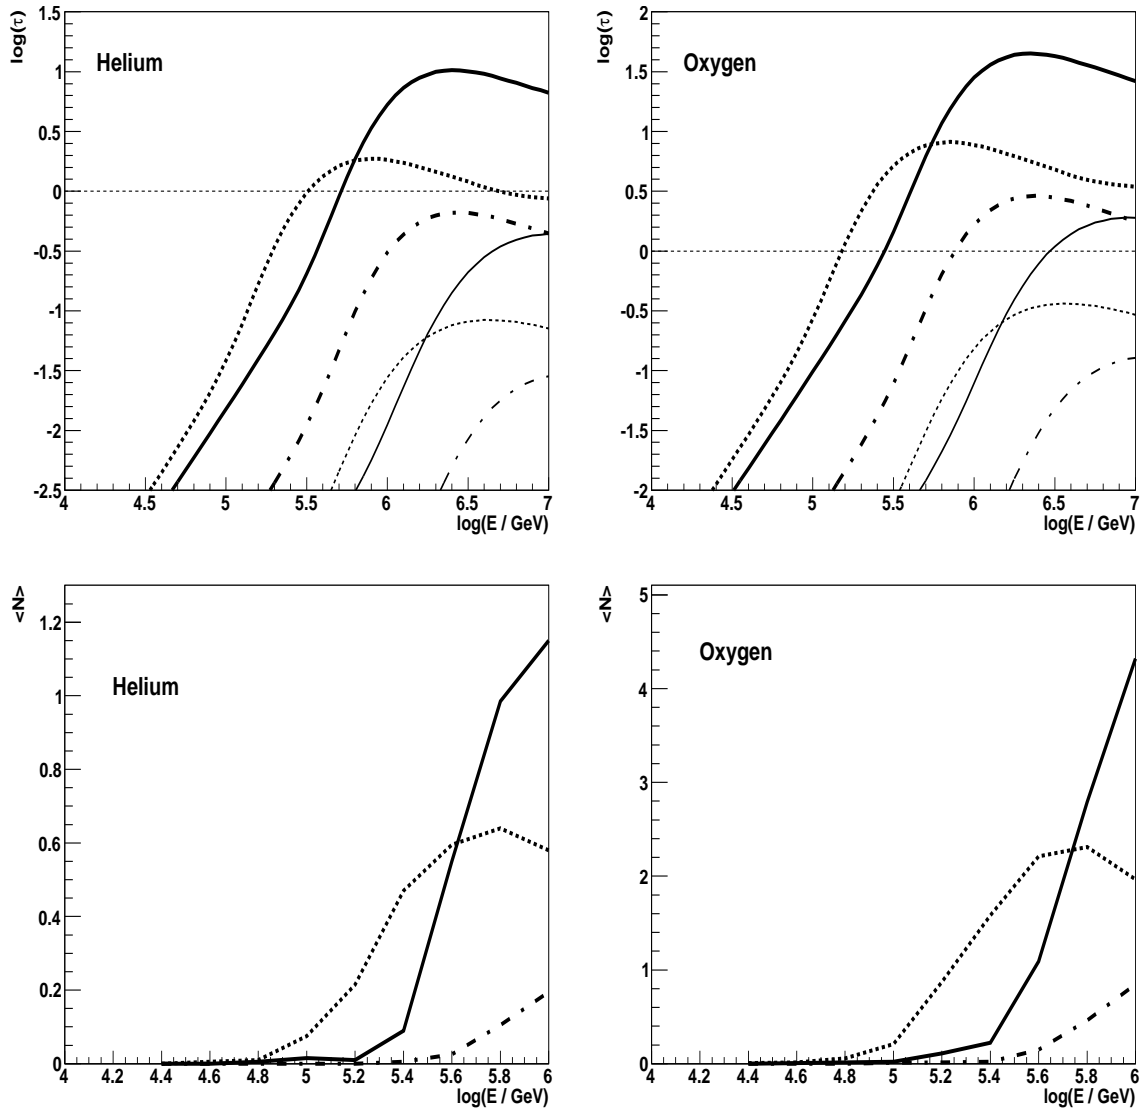 log(τ)
1.5
1
0.5
0
-0.5
-1
-1.5
-2
-2.5
Helium
4 4.5 5 5.5 6 6.5 7
log(E / GeV)
log(τ)
2
1.5
1
0.5
0
-0.5
-1
-1.5
-2
Oxygen
4 4.5 5 5.5 6 6.5 7
log(E / GeV)
<N>
1.2
1
0.8
0.6
0.4
0.2
0
Helium
4 4.2 4.4 4.6 4.8 5 5.2 5.4 5.6 5.8 6
log(E / GeV)
<N>
5
4
3
2
1
0
Oxygen
4 4.2 4.4 4.6 4.8 5 5.2 5.4 5.6 5.8 6
log(E / GeV)